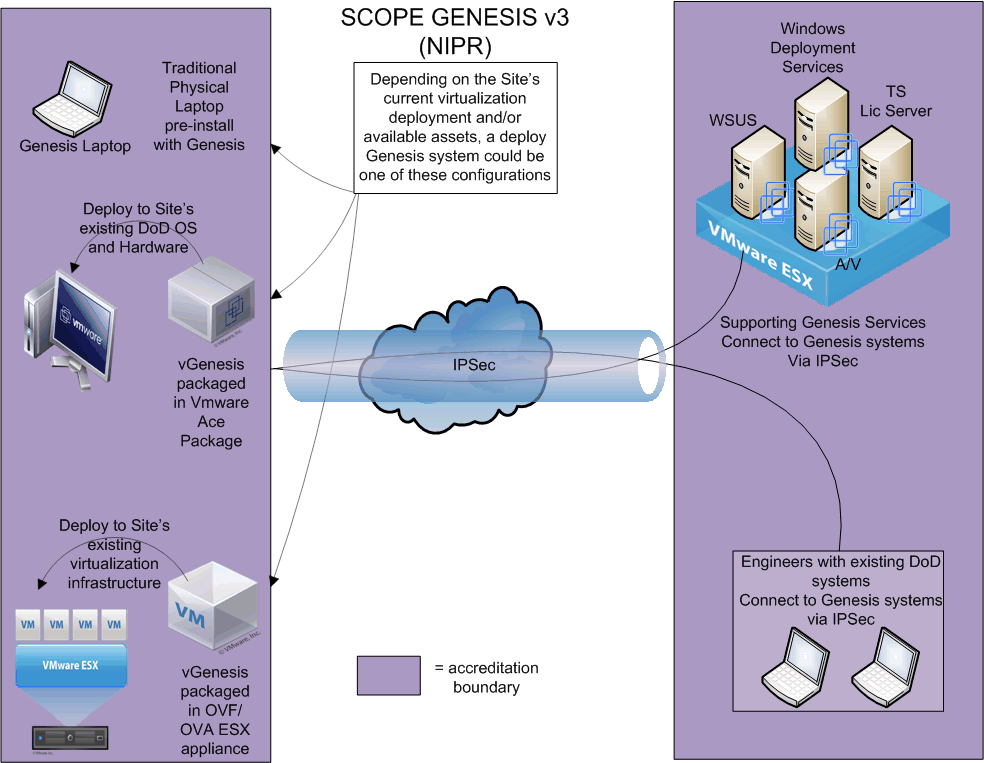 SCOPE GENESIS v3
(NIPR)
Depending on the Site's
current virtualization
deployment and/or
available assets, a deploy
Genesis system could be
one of these configurations
Genesis Laptop
Traditional
Physical
Laptop
pre-install
with Genesis
Deploy to Site's
existing DoD OS
and Hardware
vmware
© VMware, Inc.
vGenesis
packaged
in Vmware
Ace
Package
Deploy to Site's
existing
virtualization
infrastructure
VM
VM
VM
VM
VMware ESX
VM
© VMware, Inc.
vGenesis
packaged
in OVF/
OVA ESX
appliance
IPSec
= accreditation
boundary
Windows
Deployment
Services
TS
Lic Server
WSUS
A/V
VMware ESX
Supporting Genesis Services
Connect to Genesis systems
Via IPSec
Engineers with existing DoD
systems
Connect to Genesis systems
via IPSec